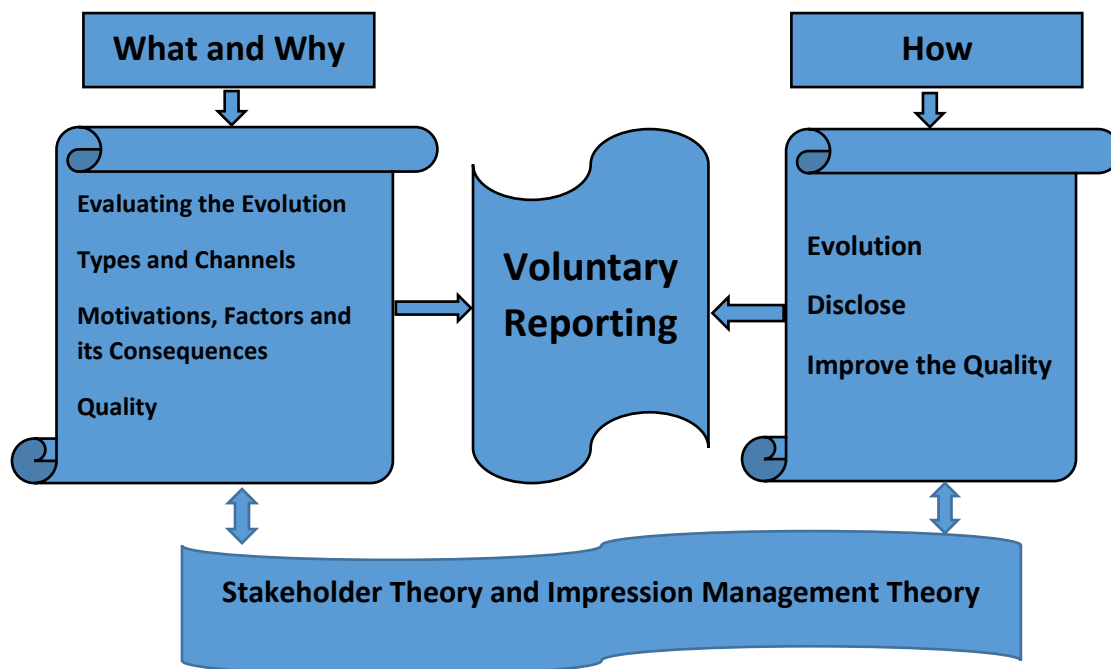 What and Why
Evaluating the Evolution
Types and Channels
Motivations, Factors and
its Consequences
Quality
Voluntary
Reporting
How
Evolution
Disclose
Improve the Quality
Stakeholder Theory and Impression Management Theory